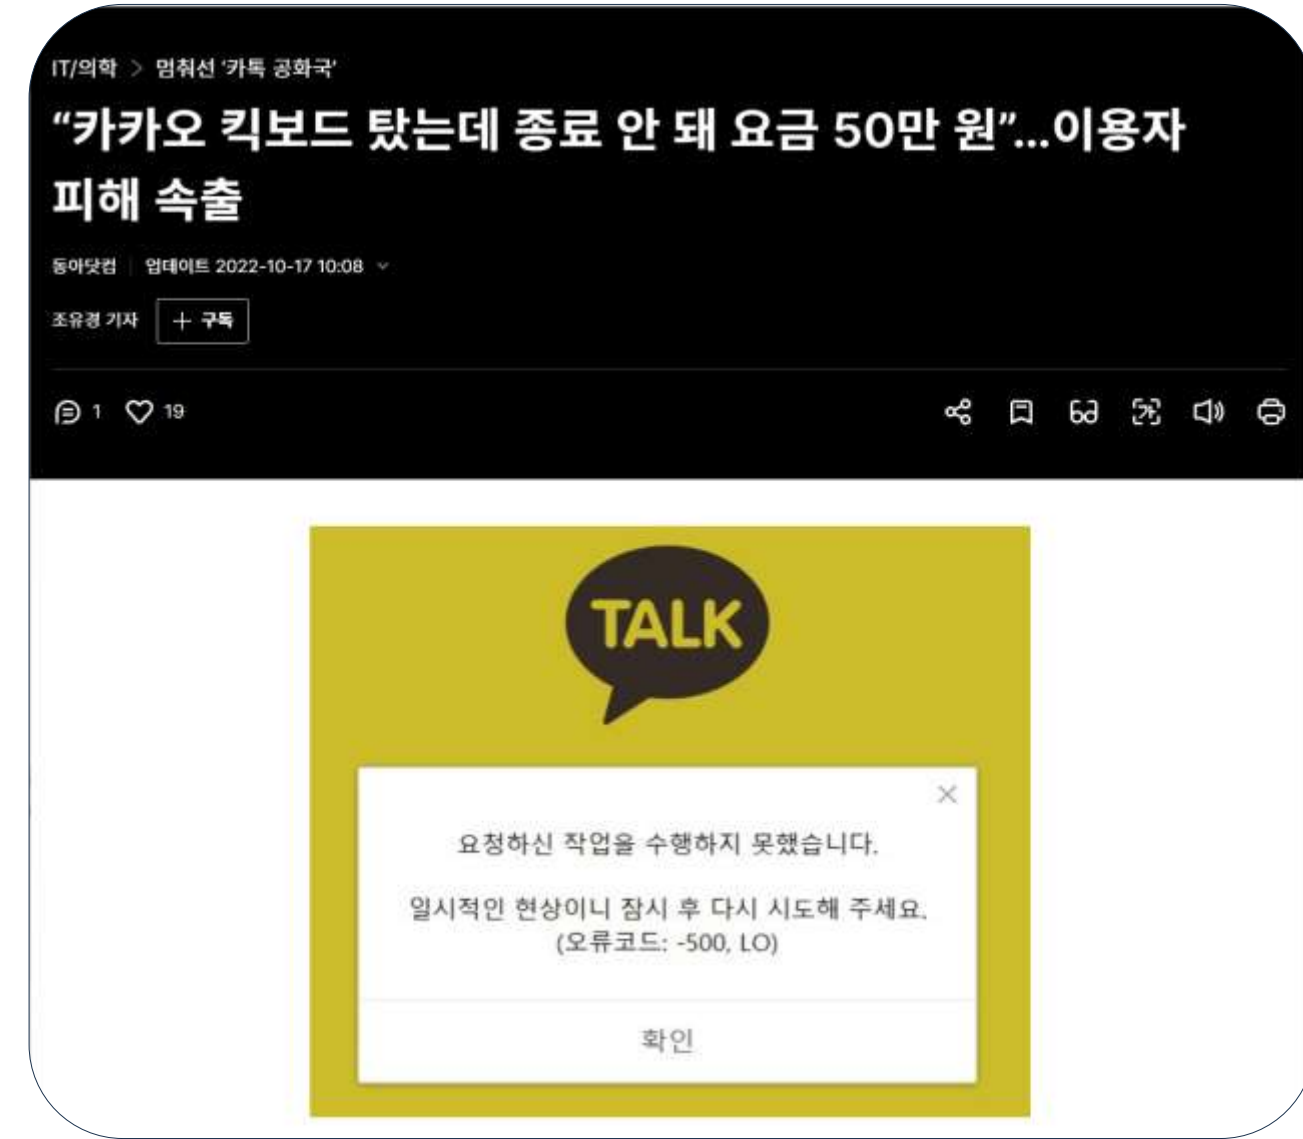 IT/의학 > 멈춰선 '카톡 공화국'
“카카오 킥보드 탔는데 종료 안 돼 요금 50만 원”...이용자
피해 속출
동아닷컴 업데이트 2022-10-17 10:08
조유경 기자 + 구독
1 19 가
TALK
요청하신 작업을 수행하지 못했습니다.
일시적인 현상이니 잠시 후 다시 시도해 주세요.
(오류코드: -500, LO)
확인